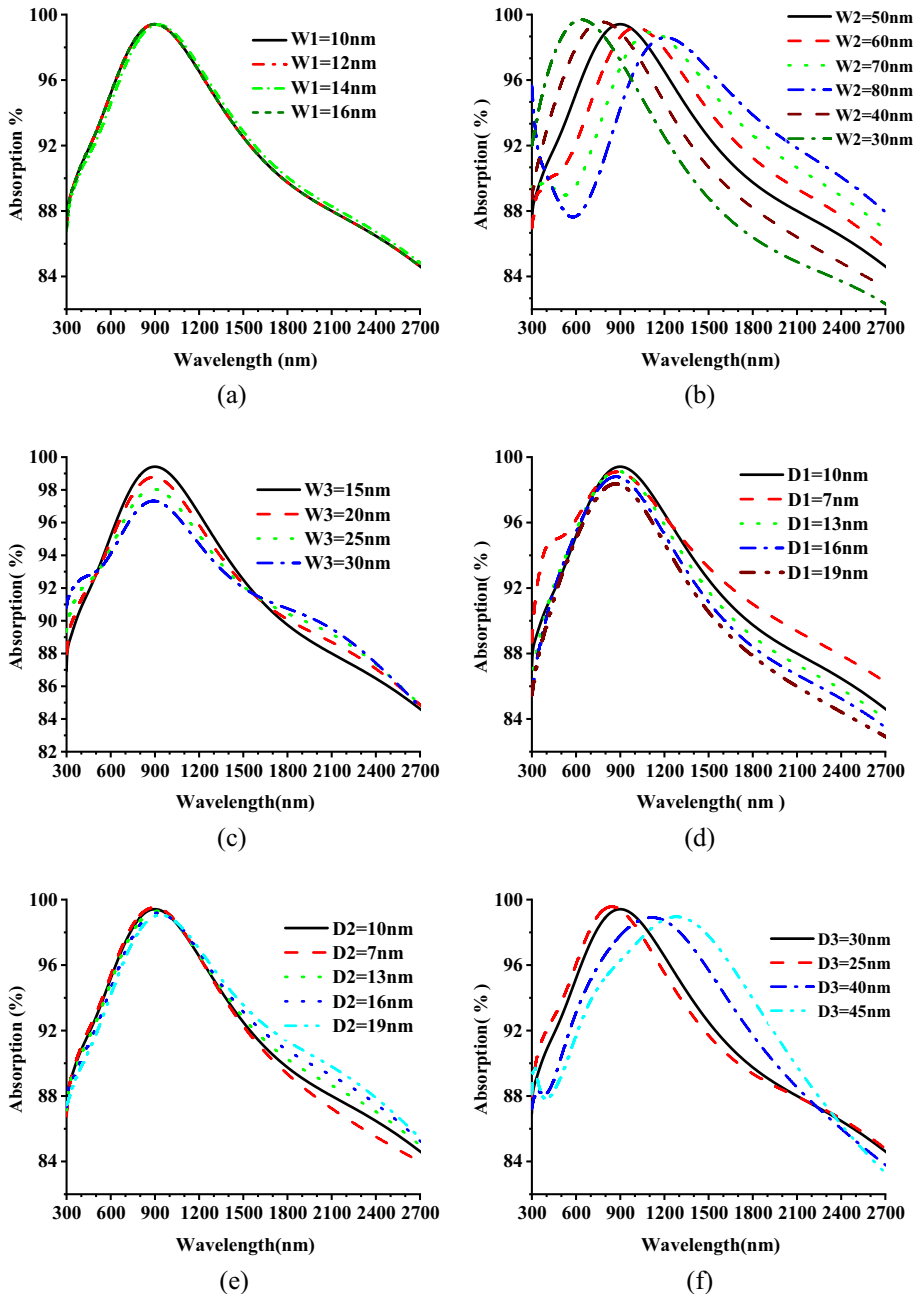 100
96
92
88
84
Absorption %
W1=10nm
W1=12nm
W1=14nm
W1=16nm
300 600 900 1200 1500 1800 2100 2400 2700
Wavelength (nm)
(a)
100
96
92
88
84
Absorption( %)
W2=50nm
W2=60nm
W2=70nm
W2=80nm
W2=40nm
W2=30nm
300 600 900 1200 1500 1800 2100 2400 2700
Wavelength(nm)
(b)
100
98
96
94
92
90
88
86
84
82
Absorption( %)
W3=15nm
W3=20nm
W3=25nm
W3=30nm
300 600 900 1200 1500 1800 2100 2400 2700
Wavelength(nm)
(c)
100
96
92
88
84
Absorption( % )
D1=10nm
D1=7nm
D1=13nm
D1=16nm
D1=19nm
300 600 900 1200 1500 1800 2100 2400 2700
Wavelength( nm )
(d)
100
96
92
88
84
Absorption (%)
D2=10nm
D2=7nm
D2=13nm
D2=16nm
D2=19nm
300 600 900 1200 1500 1800 2100 2400 2700
Wavelength(nm)
(e)
100
96
92
88
84
Absorption( % )
D3=30nm
D3=25nm
D3=40nm
D3=45nm
300 600 900 1200 1500 1800 2100 2400 2700
Wavelength(nm)
(f)